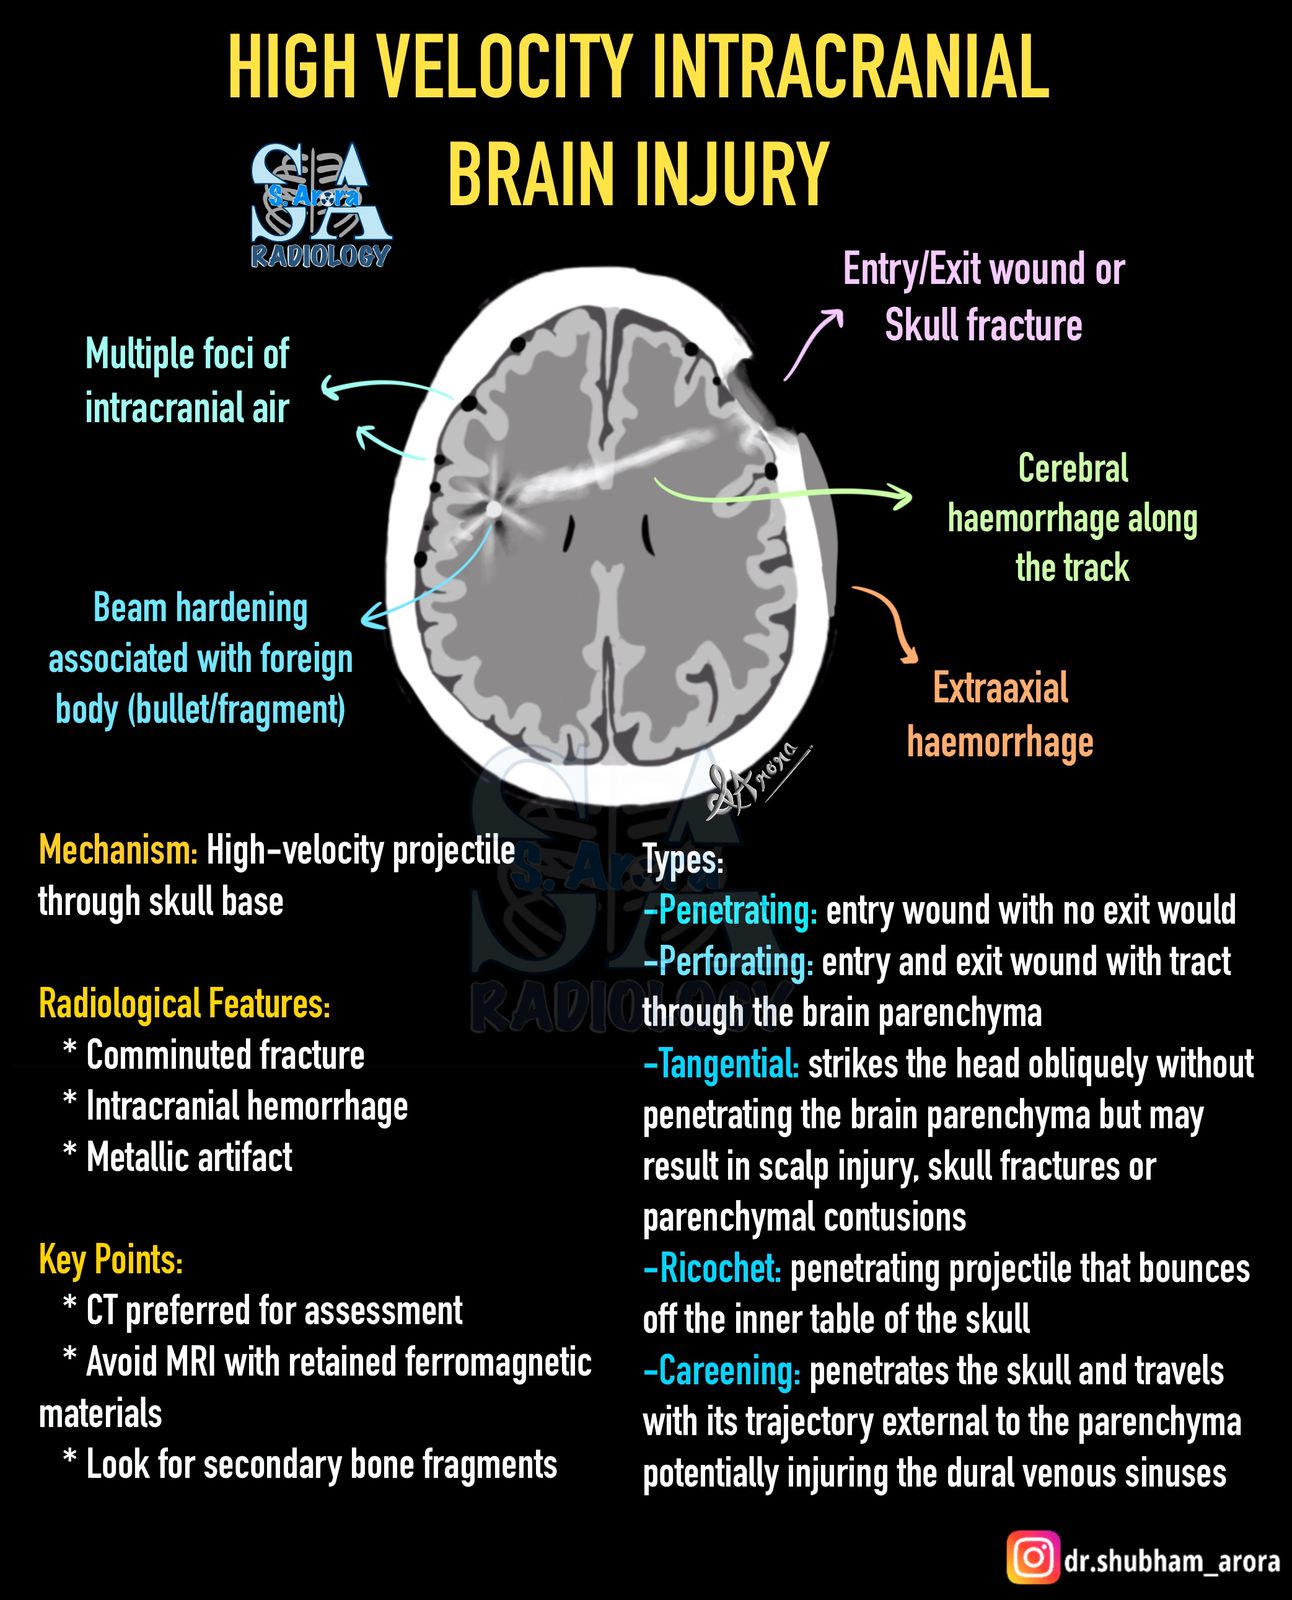 HIGH VELOCITY INTRACRANIAL
BRAIN INJURY
SA
S. Arora
RADIOLOGY
Entry/Exit wound or
Skull fracture
Multiple foci of
intracranial air
Cerebral
haemorrhage along
the track
Beam hardening
associated with foreign
body (bullet/fragment)
Extraaxial
haemorrhage
SArora
SA
S. Arora
RADIOLOGY
Mechanism: High-velocity projectile
through skull base
Radiological Features:
* Comminuted fracture
* Intracranial hemorrhage
* Metallic artifact
Key Points:
* CT preferred for assessment
* Avoid MRI with retained ferromagnetic
materials
* Look for secondary bone fragments
Types:
-Penetrating: entry wound with no exit would
-Perforating: entry and exit wound with tract
through the brain parenchyma
-Tangential: strikes the head obliquely without
penetrating the brain parenchyma but may
result in scalp injury, skull fractures or
parenchymal contusions
-Ricochet: penetrating projectile that bounces
off the inner table of the skull
-Careening: penetrates the skull and travels
with its trajectory external to the parenchyma
potentially injuring the dural venous sinuses
dr.shubham_arora